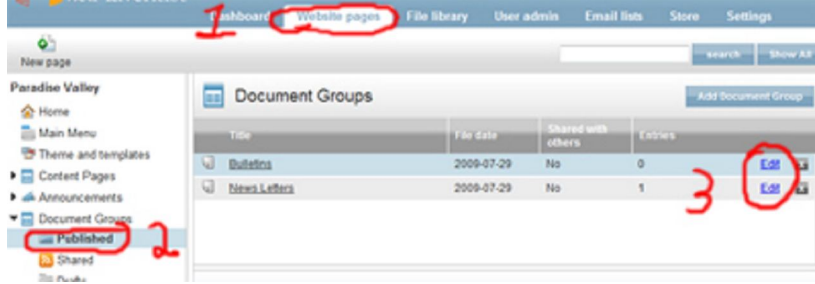 1 Dashboard Website pages File library User admin Email lists Store Settings
New page
search Show All
Paradise Valley
Home
Main Menu
Theme and templates
Content Pages
Announcements
Document Groups
Published 2
Shared
Drafts
Document Groups
Add Document Group
Title File date Shared with others Entries
Bulletins 2009-07-29 No 0 Edit
News Letters 2009-07-29 No 1 Edit
3